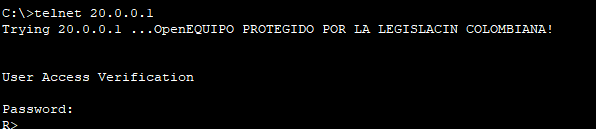 C:\>telnet 20.0.0.1
Trying 20.0.0.1 ...OpenEQUIPO PROTEGIDO POR LA LEGISLACIN COLOMBIANA!
User Access Verification
Password:
R>